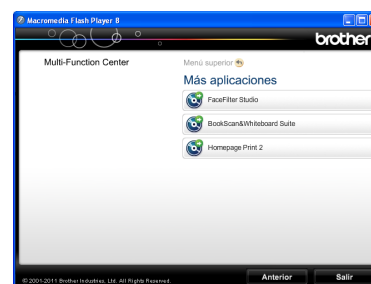 Macromedia Flash Player 8
brother
Multi-Function Center
Menú superior
Más aplicaciones
FaceFilter Studio
BookScan&Whiteboard Suite
Homepage Print 2
© 2001-2011 Brother Industries, Ltd. All Rights Reserved.
Anterior
Salir